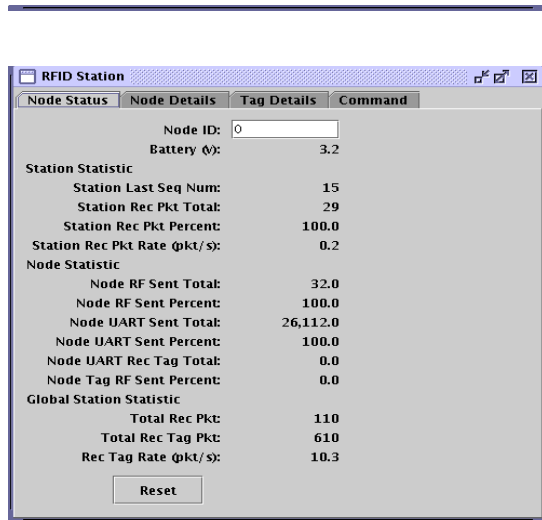 RFID Station
Node Status Node Details Tag Details Command
Node ID: 0
Battery (v): 3.2
Station Statistic
Station Last Seq Num: 15
Station Rec Pkt Total: 29
Station Rec Pkt Percent: 100.0
Station Rec Pkt Rate (pkt/s): 0.2
Node Statistic
Node RF Sent Total: 32.0
Node RF Sent Percent: 100.0
Node UART Sent Total: 26,112.0
Node UART Sent Percent: 100.0
Node UART Rec Tag Total: 0.0
Node Tag RF Sent Percent: 0.0
Global Station Statistic
Total Rec Pkt: 110
Total Rec Tag Pkt: 610
Rec Tag Rate (pkt/s): 10.3
Reset